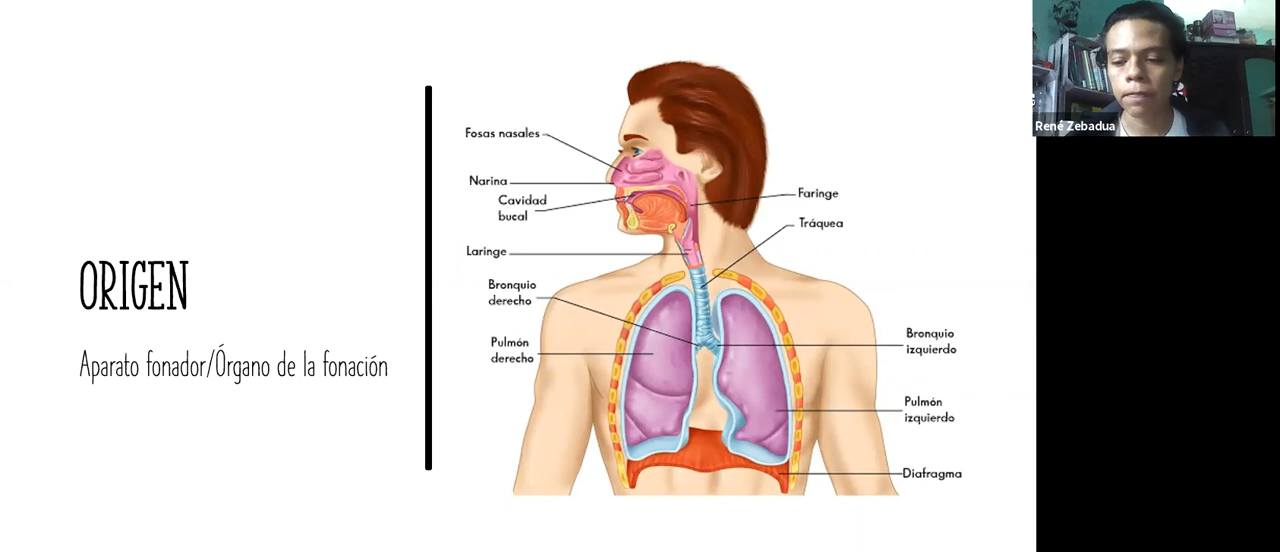 ORIGEN
Aparato fonador/Órgano de la fonación
Fosas nasales
Narina
Cavidad
bucal
Laringe
Bronquio
derecho
Pulmón
derecho
Faringe
Tráquea
Bronquio
izquierdo
Pulmón
izquierdo
Diafragma
René Zebadua